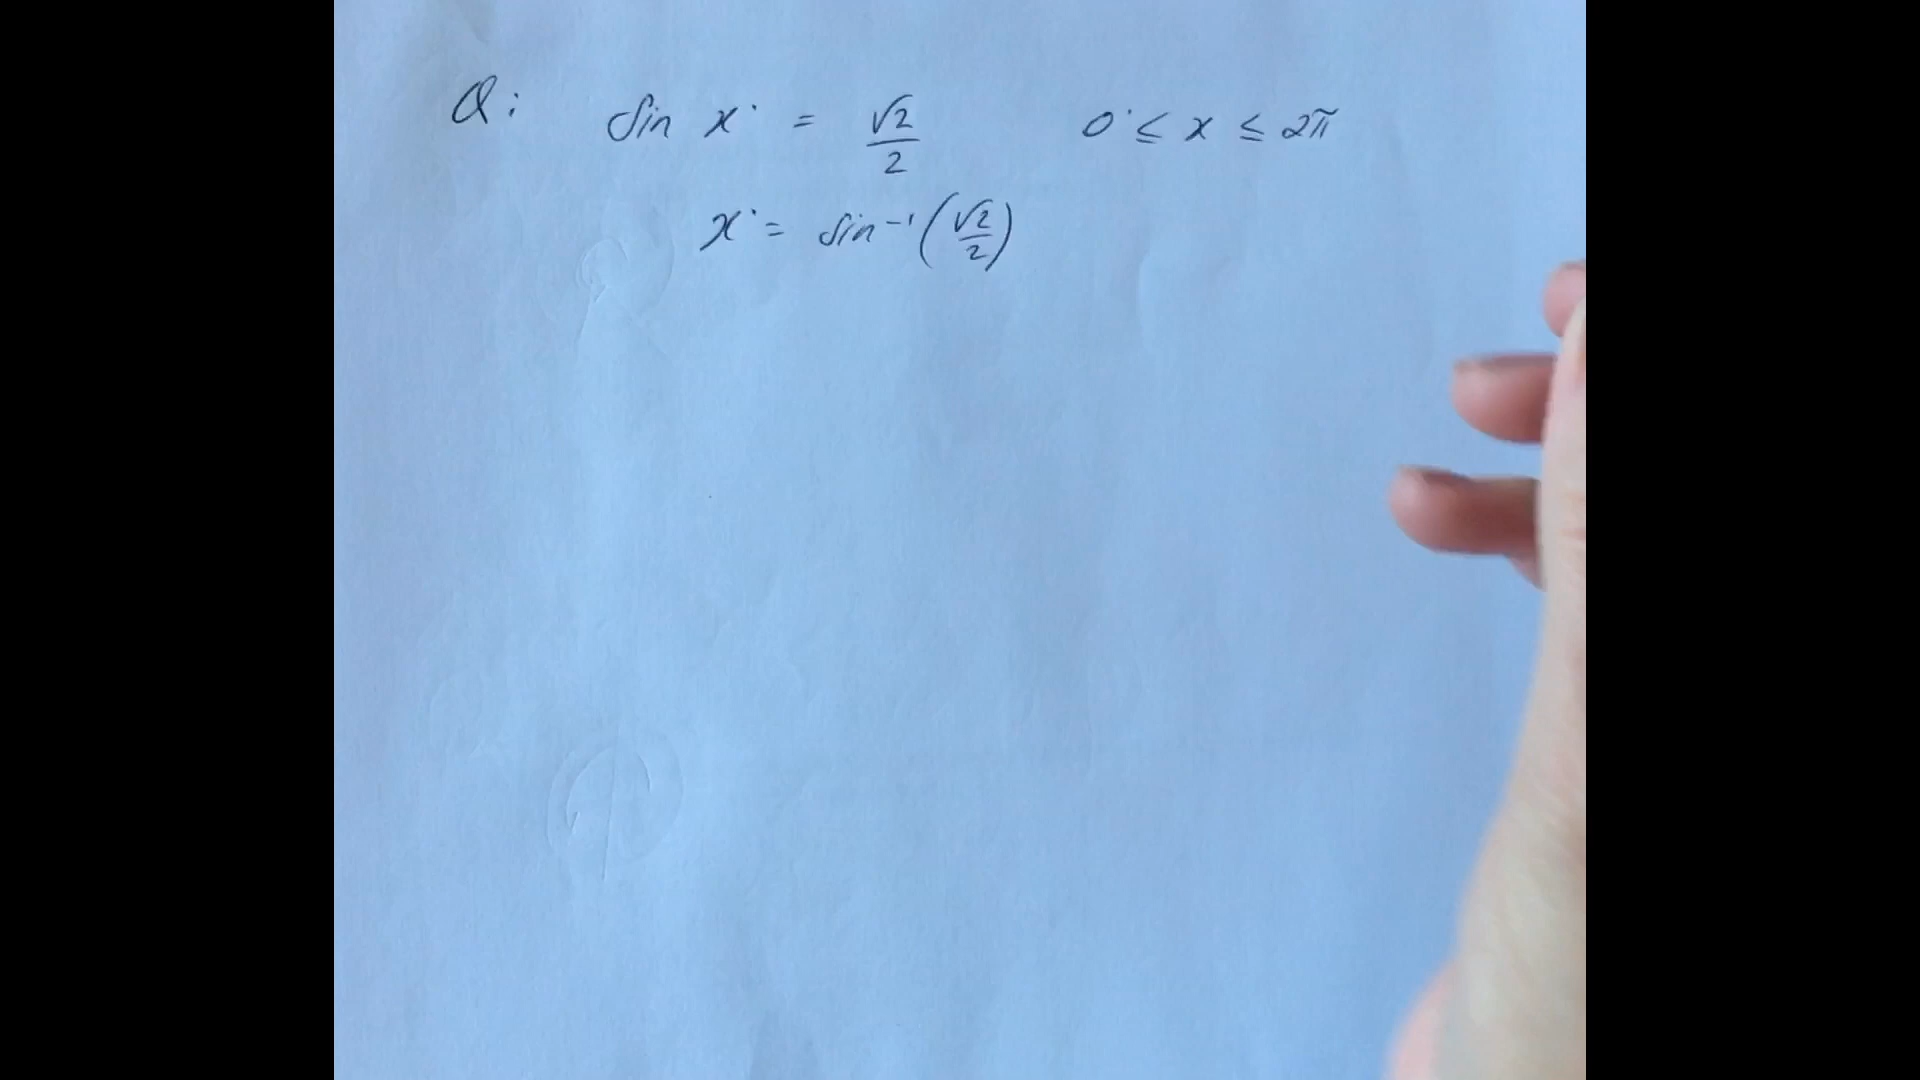 Q: sin x = √2/2 0 ≤ x ≤ 2π
x = sin⁻¹(√2/2)